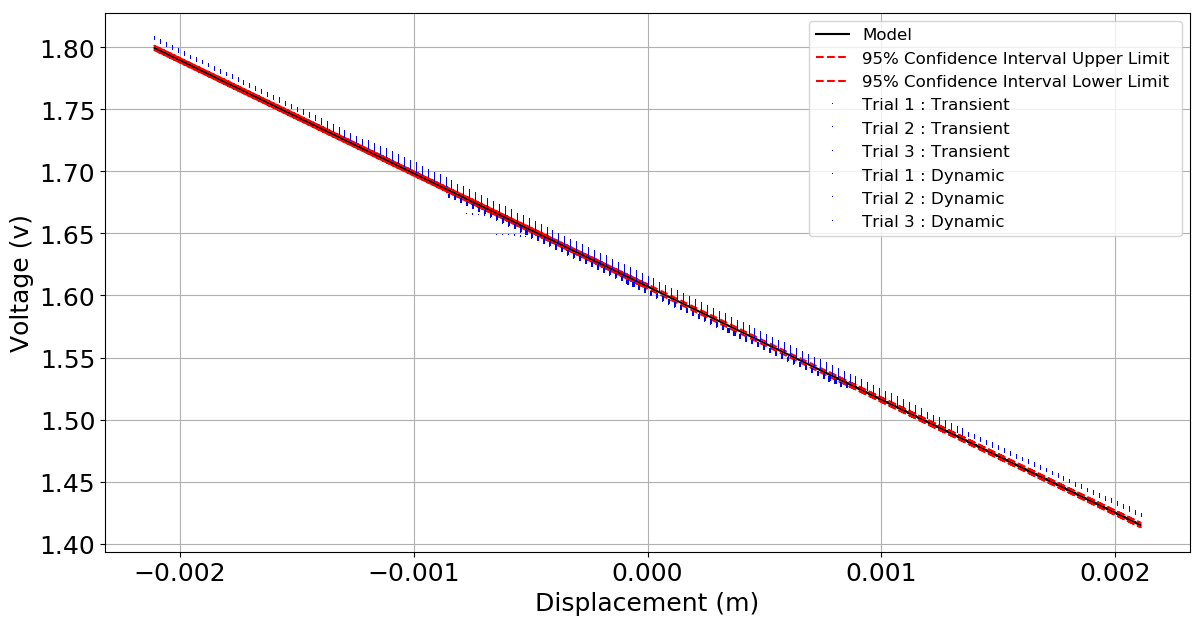 1.80
1.75
1.70
1.65
1.60
1.55
1.50
1.45
1.40
Voltage (v)
−0.002
−0.001
0.000
0.001
0.002
Displacement (m)
Model
95% Confidence Interval Upper Limit
95% Confidence Interval Lower Limit
Trial 1 : Transient
Trial 2 : Transient
Trial 3 : Transient
Trial 1 : Dynamic
Trial 2 : Dynamic
Trial 3 : Dynamic